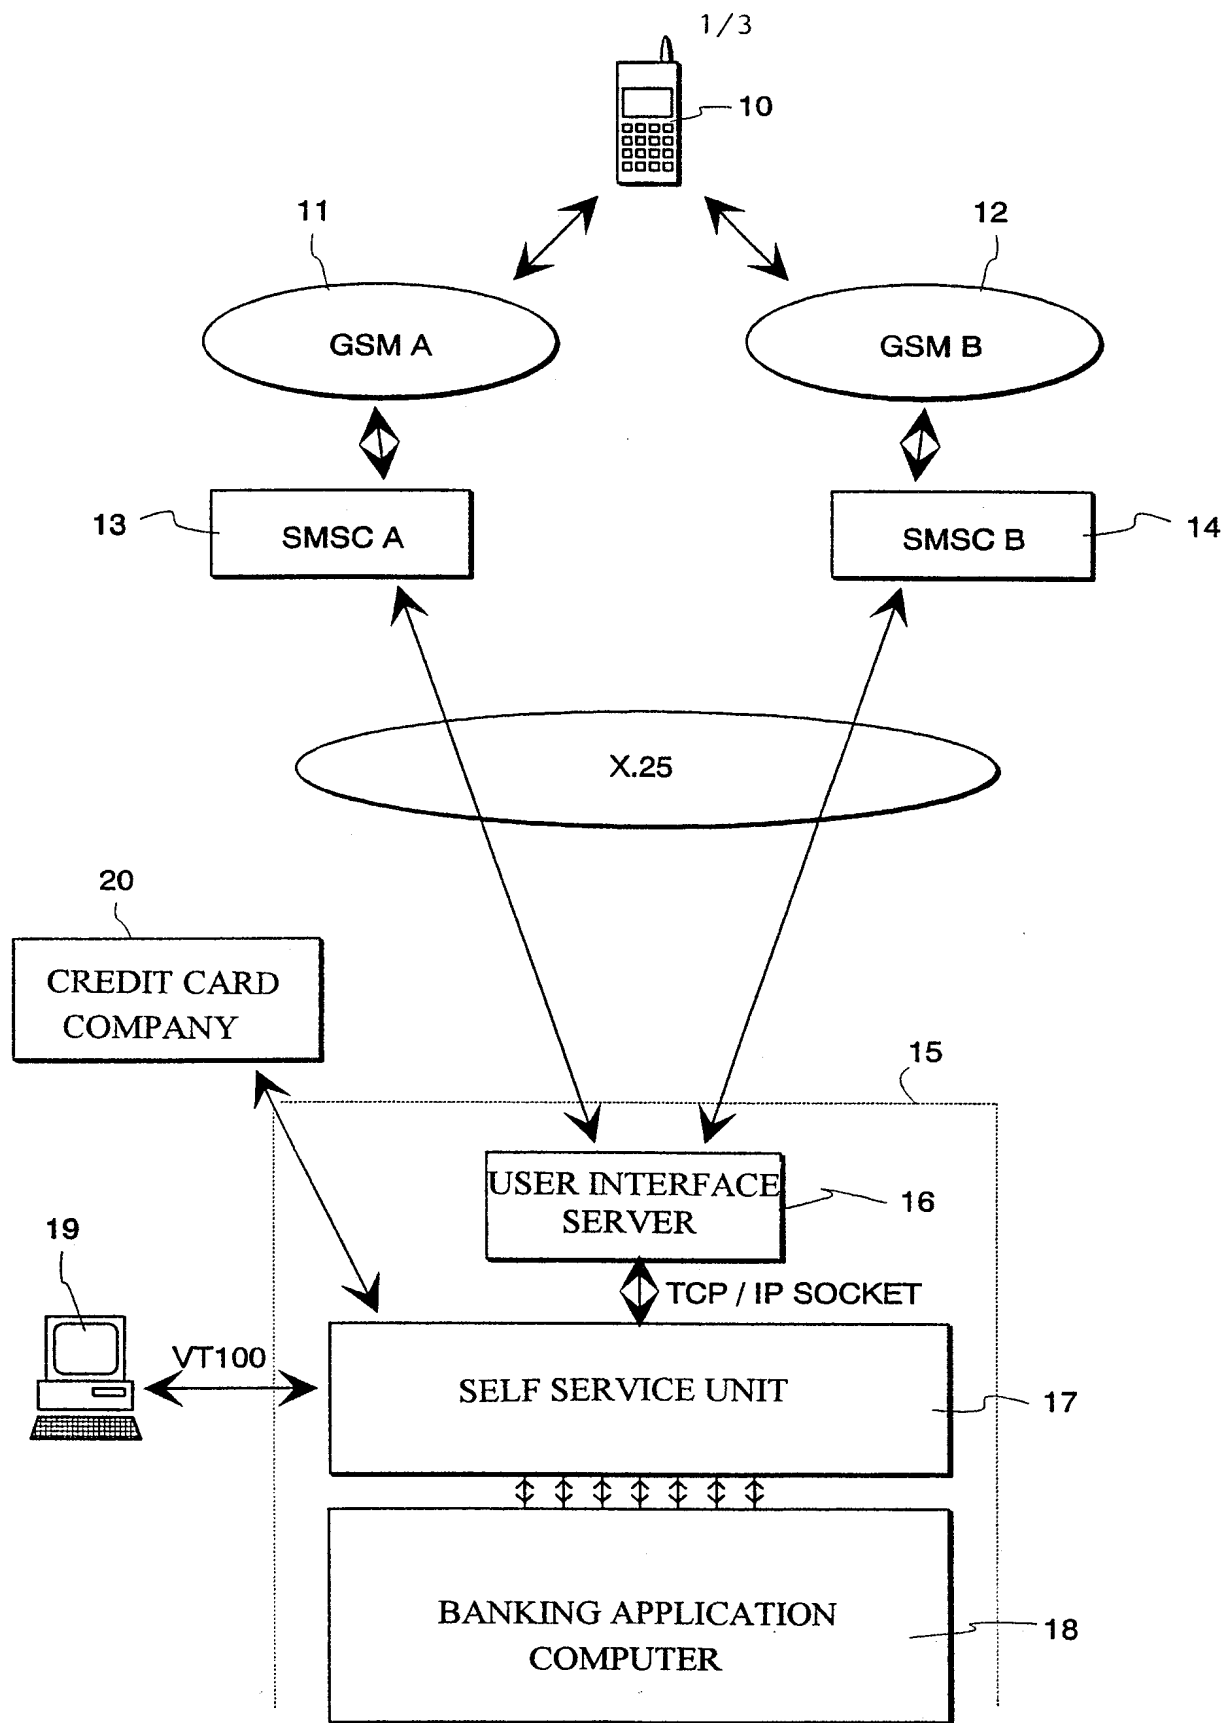 1/3
10
11
12
GSM A
GSM B
13
SMSC A
SMSC B
14
X.25
20
CREDIT CARD
COMPANY
15
USER INTERFACE
SERVER
16
19
TCP / IP SOCKET
VT100
SELF SERVICE UNIT
17
BANKING APPLICATION
COMPUTER
18